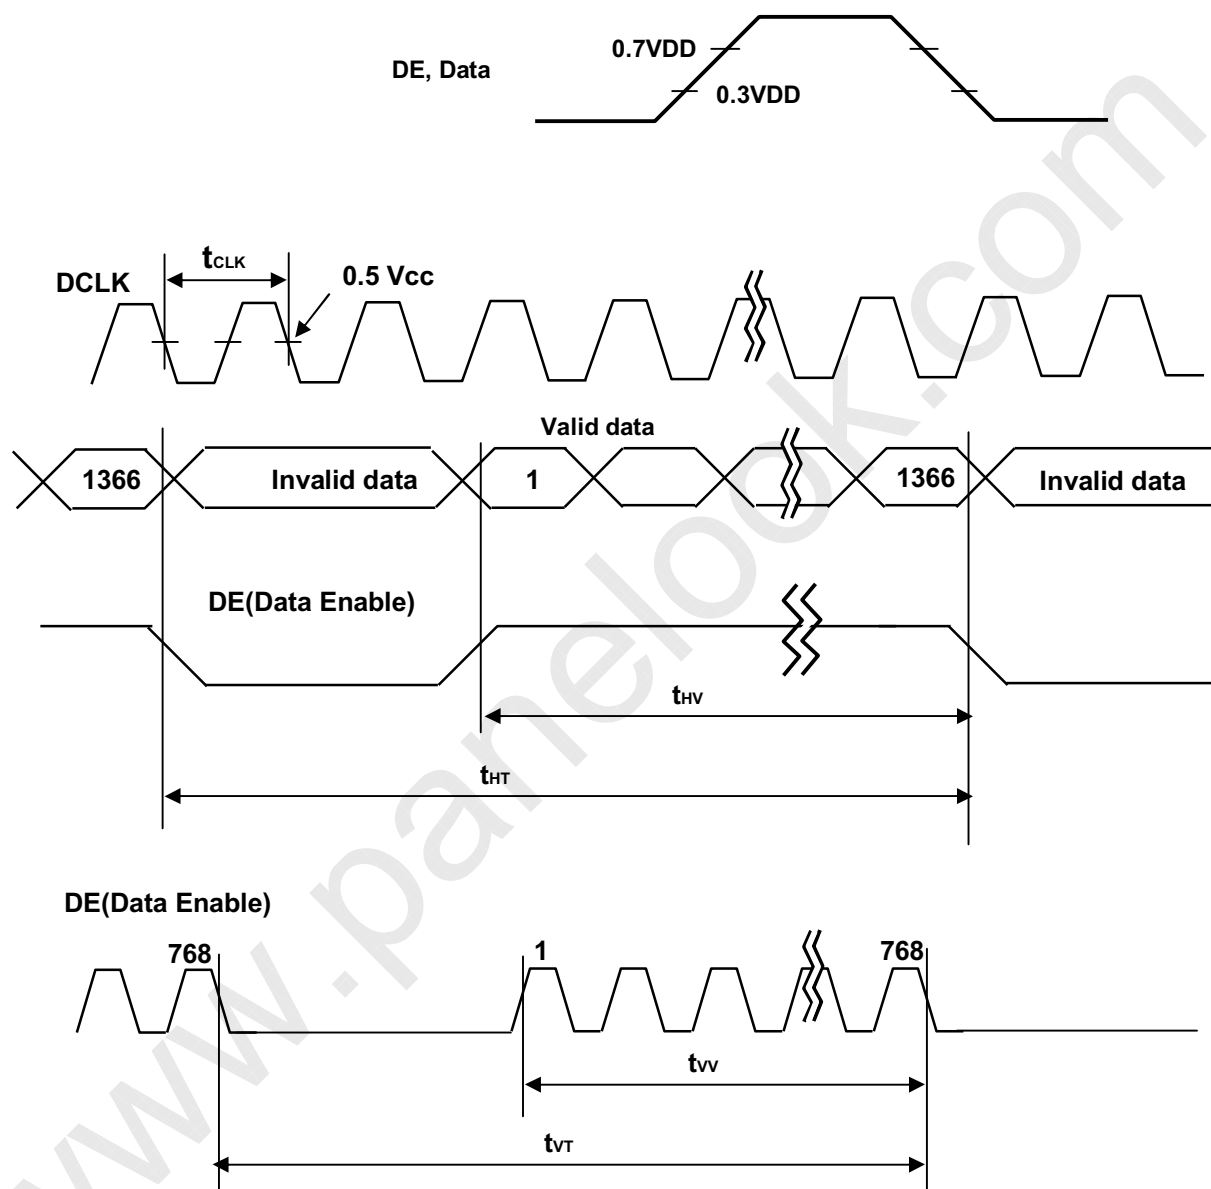 0.7VDD
DE, Data
0.3VDD
tCLK
0.5 Vcc
DCLK
Valid data
1366
Invalid data
1
1366
Invalid data
DE(Data Enable)
tHV
tHT
DE(Data Enable)
768
1
768
tVV
tVT
www.panelook.com